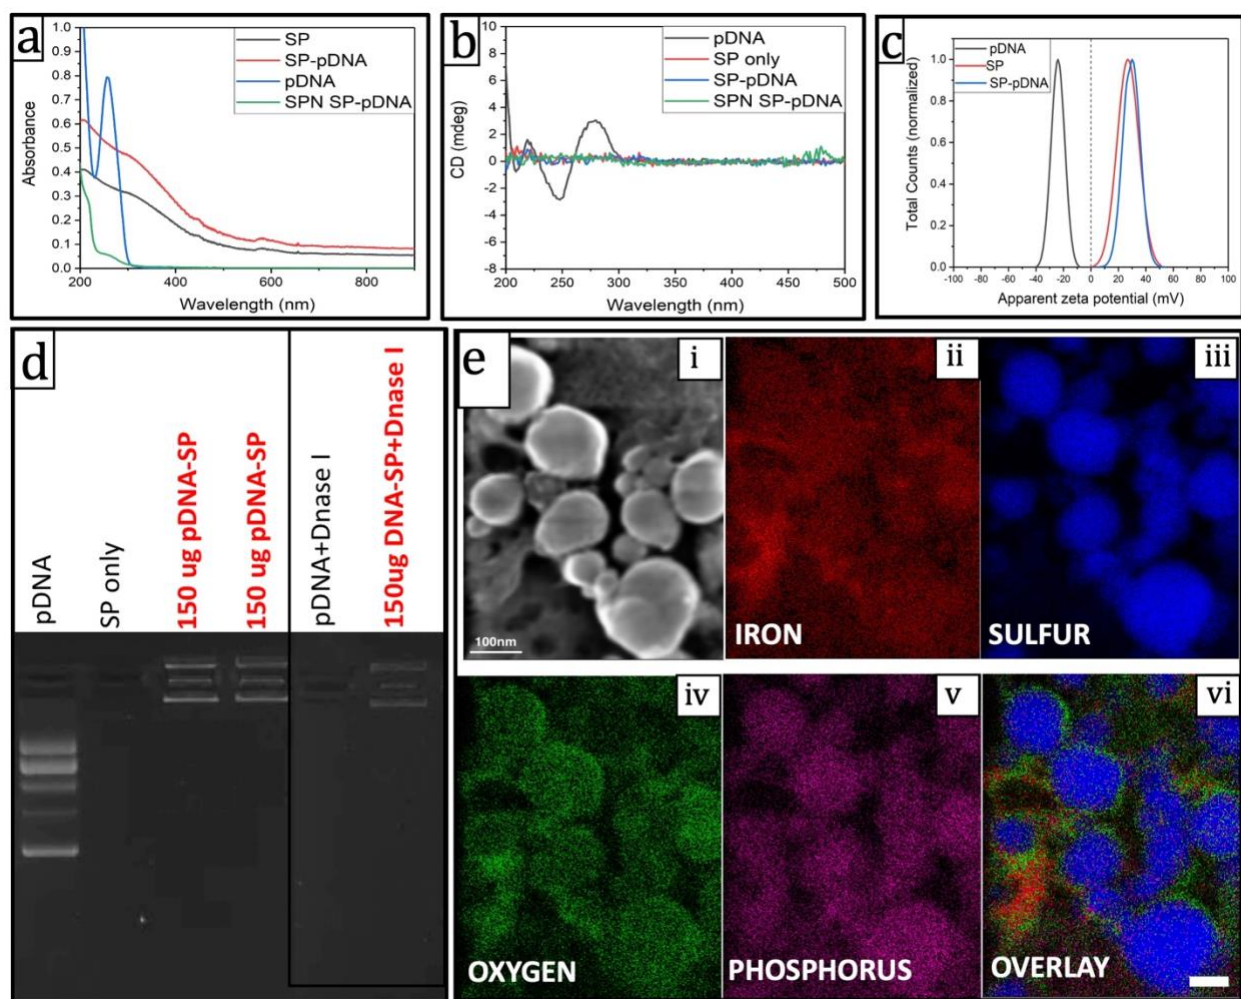 a
1.0
0.9
0.8
0.7
0.6
0.5
0.4
0.3
0.2
0.1
0.0
Absorbance
SP
SP-pDNA
pDNA
SPN SP-pDNA
200
400
600
800
Wavelength (nm)
b
10
8
6
4
2
0
-2
-4
-6
-8
CD (mdeg)
pDNA
SP only
SP-pDNA
SPN SP-pDNA
200
250
300
350
400
450
500
Wavelength (nm)
c
1.0
0.8
0.6
0.4
0.2
0.0
Total Counts (normalized)
pDNA
SP
SP-pDNA
-100
-80
-60
-40
-20
0
20
40
60
80
100
Apparent zeta potential (mV)
d
pDNA
SP only
150 ug pDNA-SP
150 ug pDNA-SP
pDNA+Dnase I
150ug DNA-SP+Dnase I
e
i
100nm
ii
IRON
iii
SULFUR
iv
OXYGEN
v
PHOSPHORUS
vi
OVERLAY